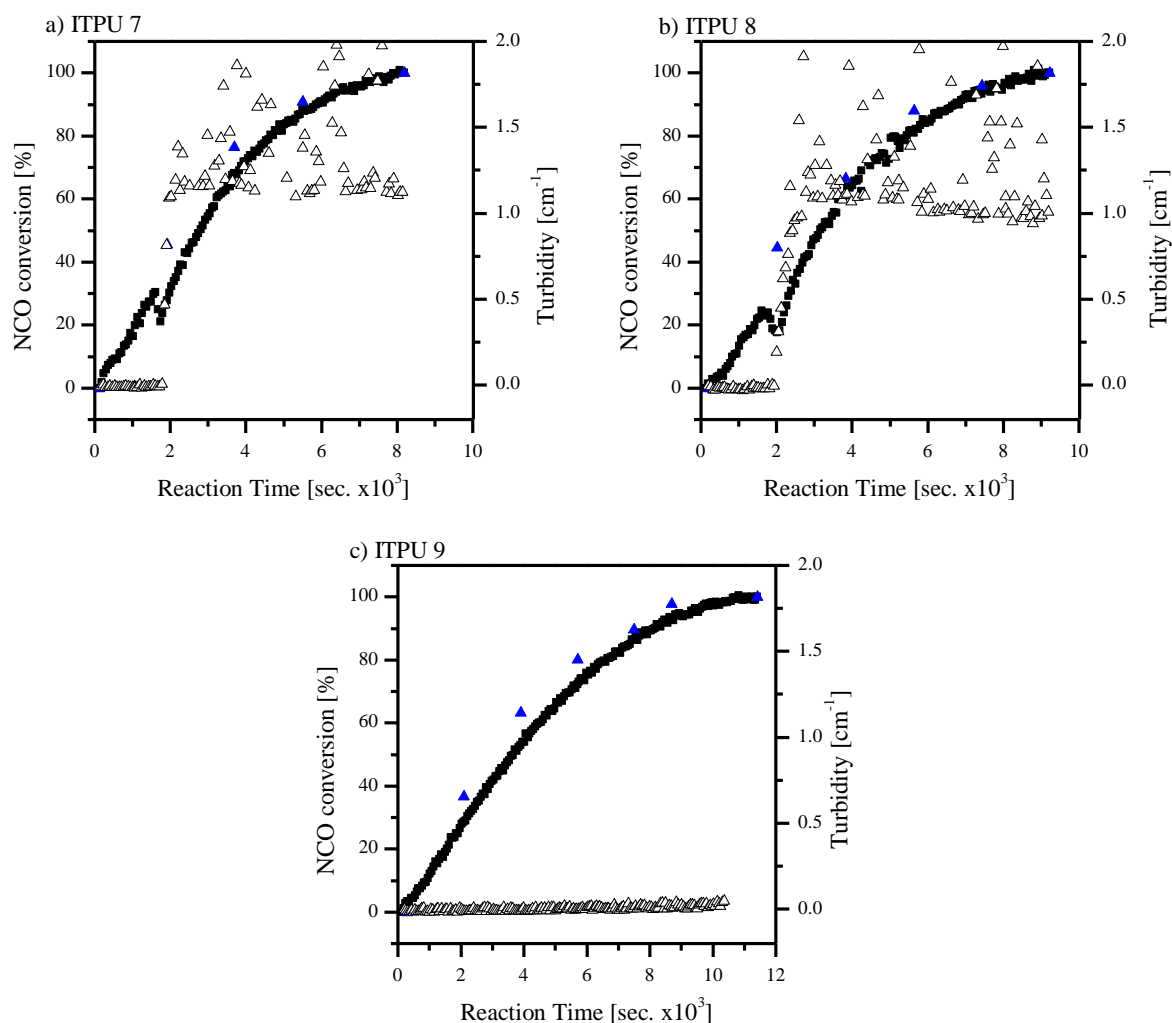 a) ITPU 7
NCO conversion [%]
100
80
60
40
20
0
2.0
1.5
1.0
0.5
0.0
Turbidity [cm⁻¹]
0 2 4 6 8 10
Reaction Time [sec. x10³]
b) ITPU 8
NCO conversion [%]
100
80
60
40
20
0
2.0
1.5
1.0
0.5
0.0
Turbidity [cm⁻¹]
0 2 4 6 8 10
Reaction Time [sec. x10³]
c) ITPU 9
NCO conversion [%]
100
80
60
40
20
0
2.0
1.5
1.0
0.5
0.0
Turbidity [cm⁻¹]
0 2 4 6 8 10 12
Reaction Time [sec. x10³]